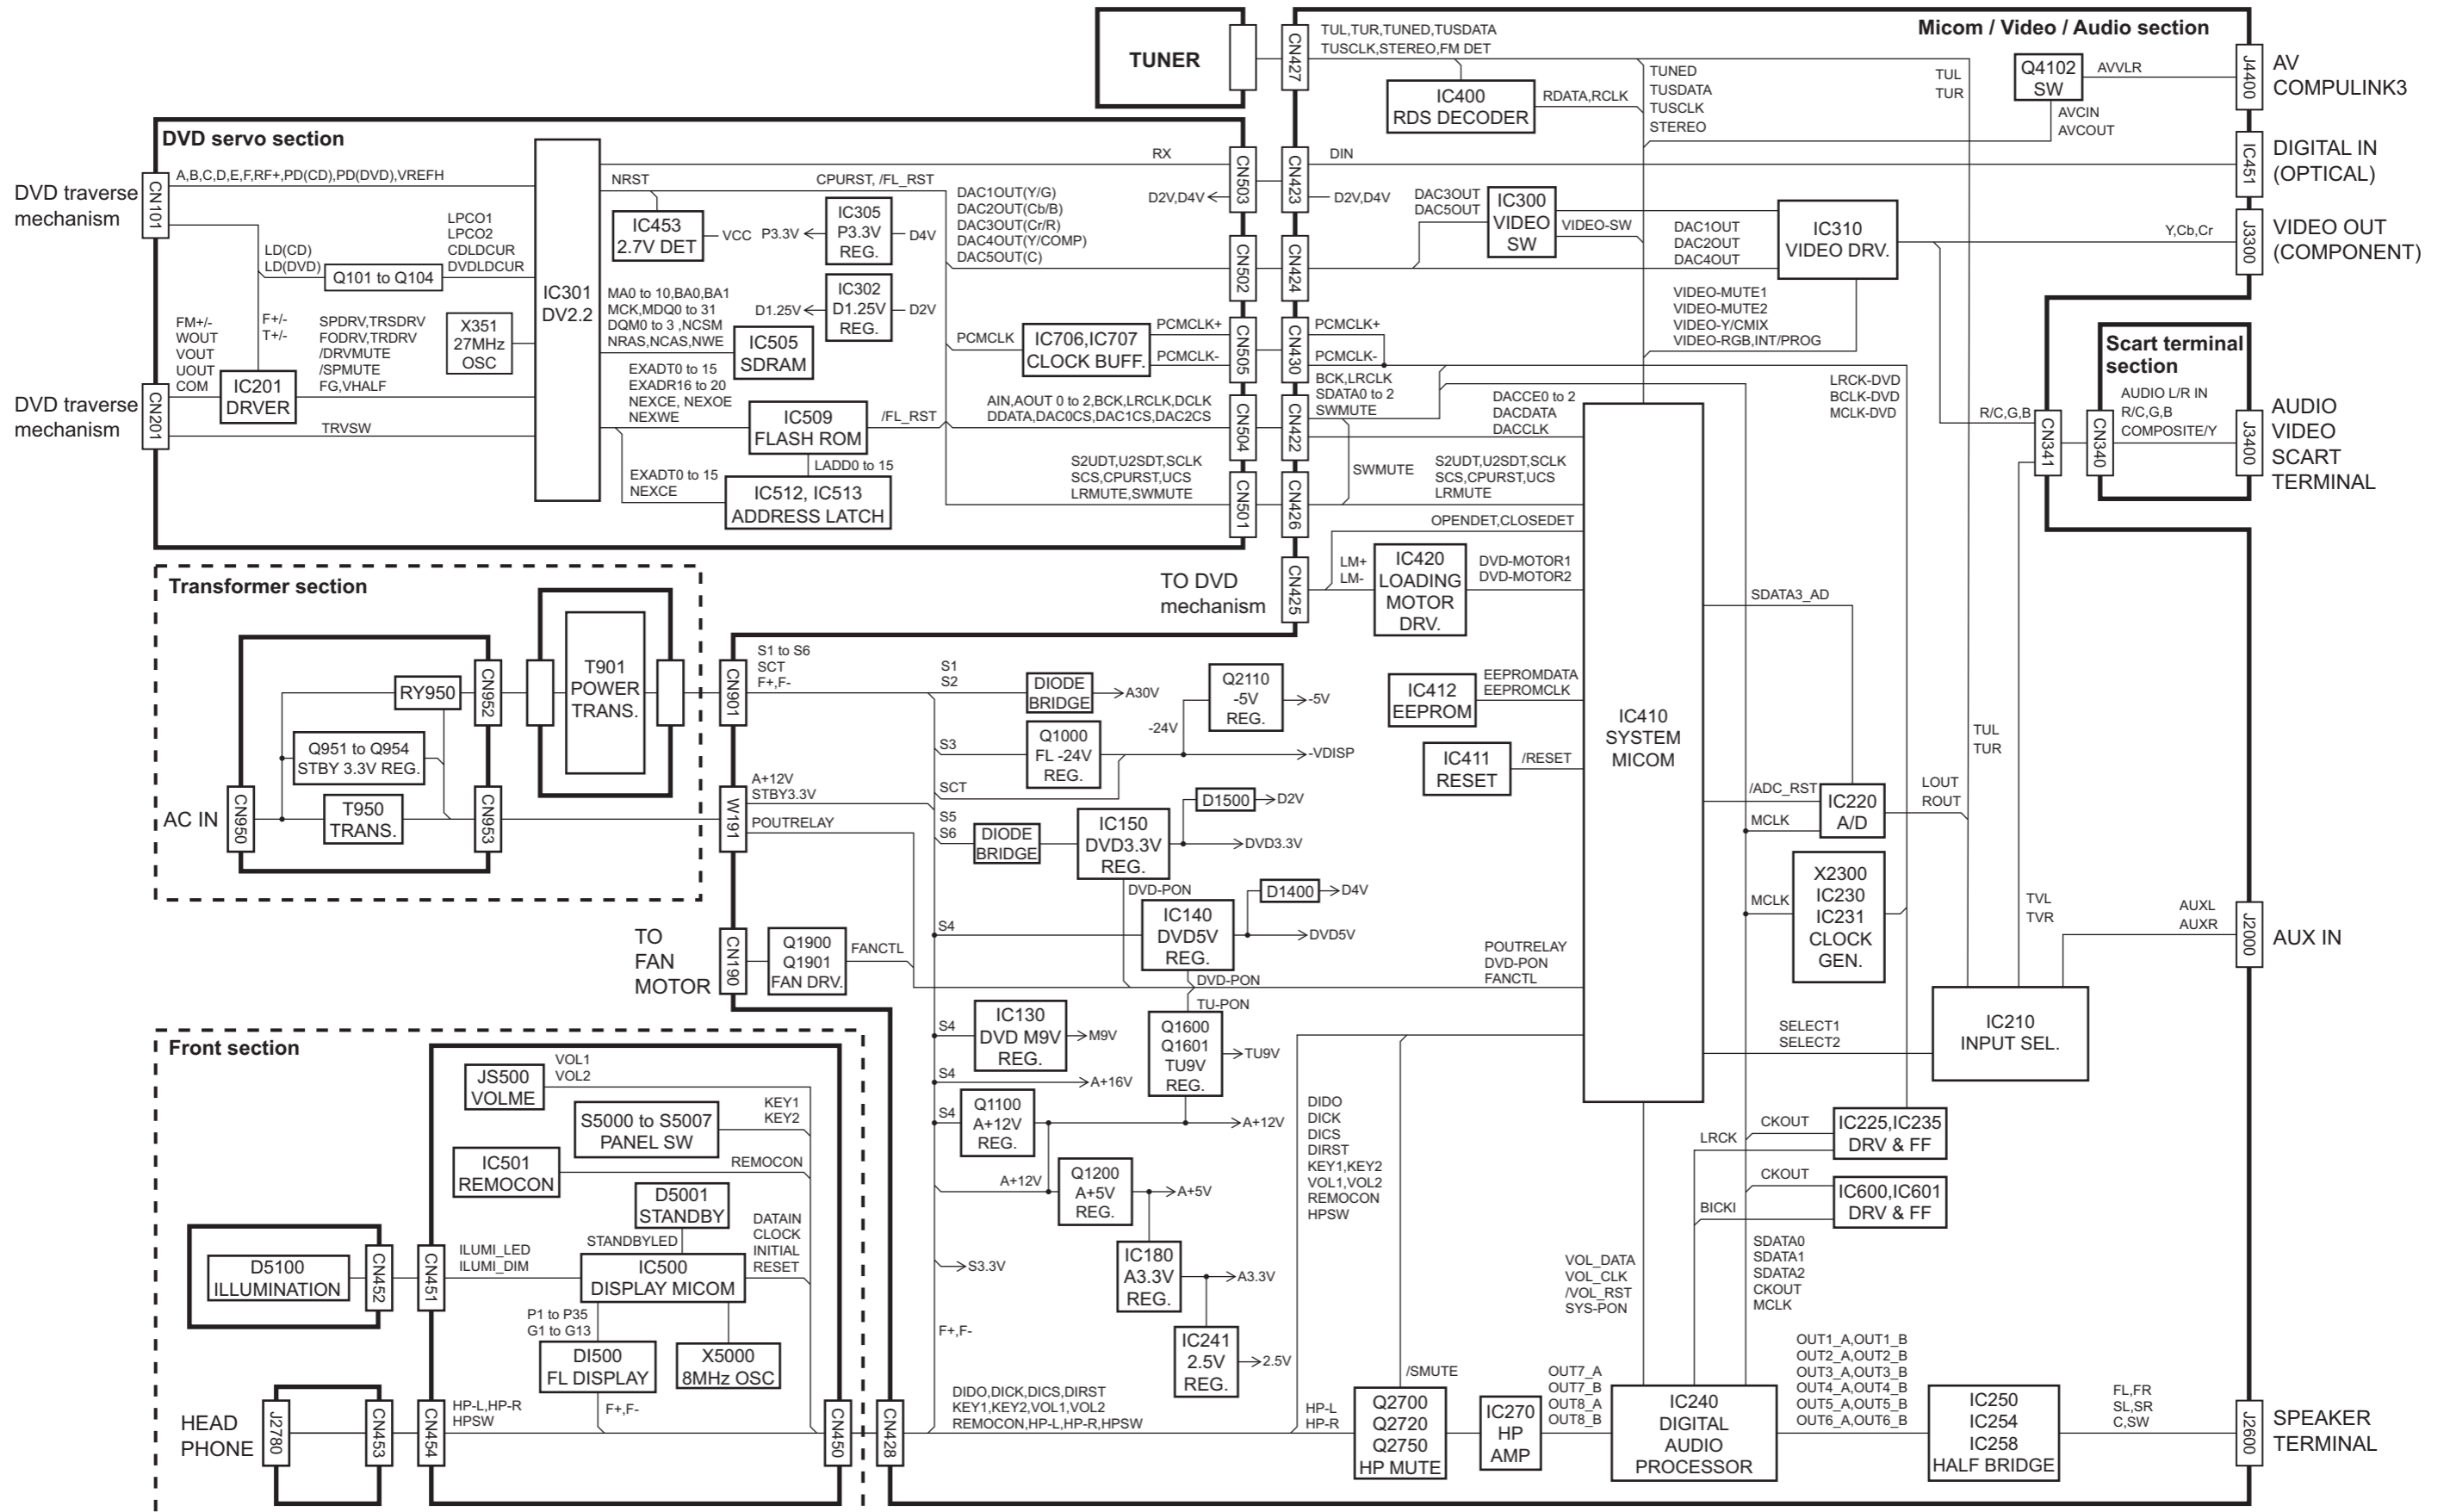 TUNER
CN427
TUL,TUR,TUNED,TUSDATA
TUSCLK,STEREO,FM DET
Micom / Video / Audio section
IC400
RDS DECODER
RDATA,RCLK
TUNED
TUSDATA
TUSCLK
STEREO
TUL
TUR
Q4102
SW
AVVLR
AVCIN
AVCOUT
J4400
AV
COMPULINK3
DVD servo section
DVD traverse
mechanism
CN101
A,B,C,D,E,F,RF+,PD(CD),PD(DVD),VREFH
LPCO1
LPCO2
CDLDCUR
DVDLDCUR
LD(CD)
LD(DVD)
Q101 to Q104
FM+/-
WOUT
VOUT
UOUT
COM
F+/-
T+/-
SPDRV,TRSDRV
FODRV,TRDRV
/DRVMUTE
/SPMUTE
FG,VHALF
X351
27MHz
OSC
IC201
DRVER
DVD traverse
mechanism
CN201
TRVSW
IC301
DV2.2
NRST
CPURST, /FL_RST
RX
IC453
2.7V DET
VCC
P3.3V
IC305
P3.3V
REG.
D4V
D1.25V
IC302
D1.25V
REG.
D2V
MA0 to 10,BA0,BA1
MCK,MDQ0 to 31
DQM0 to 3 ,NCSM
NRAS,NCAS,NWE
IC505
SDRAM
EXADT0 to 15
EXADR16 to 20
NEXCE, NEXOE
NEXWE
IC509
FLASH ROM
/FL_RST
LADD0 to 15
EXADT0 to 15
NEXCE
IC512, IC513
ADDRESS LATCH
D2V,D4V
DAC1OUT(Y/G)
DAC2OUT(Cb/B)
DAC3OUT(Cr/R)
DAC4OUT(Y/COMP)
DAC5OUT(C)
PCMCLK
IC706,IC707
CLOCK BUFF.
PCMCLK+
PCMCLK-
AIN,AOUT 0 to 2,BCK,LRCLK,DCLK
DDATA,DAC0CS,DAC1CS,DAC2CS
S2UDT,U2SDT,SCLK
SCS,CPURST,UCS
LRMUTE,SWMUTE
CN503
CN502
CN505
CN504
CN501
CN423
CN424
CN430
CN422
CN426
CN425
DIN
D2V,D4V
DAC3OUT
DAC5OUT
IC300
VIDEO
SW
VIDEO-SW
DAC1OUT
DAC2OUT
DAC4OUT
IC310
VIDEO DRV.
VIDEO-MUTE1
VIDEO-MUTE2
VIDEO-Y/CMIX
VIDEO-RGB,INT/PROG
Y,Cb,Cr
IC451
DIGITAL IN
(OPTICAL)
J3300
VIDEO OUT
(COMPONENT)
PCMCLK+
PCMCLK-
BCK,LRCLK
SDATA0 to 2
SWMUTE
DACCE0 to 2
DACDATA
DACCLK
SWMUTE
S2UDT,U2SDT,SCLK
SCS,CPURST,UCS
LRMUTE
LRCK-DVD
BCLK-DVD
MCLK-DVD
R/C,G,B
CN341
Scart terminal
section
CN340
AUDIO L/R IN
R/C,G,B
COMPOSITE/Y
J3400
AUDIO
VIDEO
SCART
TERMINAL
TO DVD
mechanism
OPENDET,CLOSEDET
LM+
LM-
IC420
LOADING
MOTOR
DRV.
DVD-MOTOR1
DVD-MOTOR2
IC412
EEPROM
EEPROMDATA
EEPROMCLK
IC411
RESET
/RESET
IC410
SYSTEM
MICOM
SDATA3_AD
/ADC_RST
MCLK
IC220
A/D
LOUT
ROUT
TUL
TUR
MCLK
X2300
IC230
IC231
CLOCK
GEN.
TVL
TVR
AUXL
AUXR
J2000
AUX IN
SELECT1
SELECT2
IC210
INPUT SEL.
Transformer section
AC IN
CN950
RY950
Q951 to Q954
STBY 3.3V REG.
T950
TRANS.
CN952
CN953
T901
POWER
TRANS.
CN901
S1 to S6
SCT
F+,F-
W191
A+12V
STBY3.3V
POUTRELAY
S1
S2
DIODE
BRIDGE
A30V
S3
Q1000
FL -24V
REG.
-24V
Q2110
-5V
REG.
-5V
-VDISP
SCT
S5
S6
DIODE
BRIDGE
IC150
DVD3.3V
REG.
D1500
D2V
DVD3.3V
DVD-PON
S4
IC140
DVD5V
REG.
D1400
D4V
DVD5V
TO
FAN
MOTOR
CN190
Q1900
Q1901
FAN DRV.
FANCTL
POUTRELAY
DVD-PON
FANCTL
DVD-PON
TU-PON
S4
IC130
DVD M9V
REG.
M9V
Q1600
Q1601
TU9V
REG.
TU9V
S4
A+16V
S4
Q1100
A+12V
REG.
A+12V
A+12V
Q1200
A+5V
REG.
A+5V
S3.3V
IC180
A3.3V
REG.
A3.3V
F+,F-
IC241
2.5V
REG.
2.5V
DIDO
DICK
DICS
DIRST
KEY1,KEY2
VOL1,VOL2
REMOCON
HPSW
LRCK
CKOUT
IC225,IC235
DRV & FF
CKOUT
BICKI
IC600,IC601
DRV & FF
VOL_DATA
VOL_CLK
/VOL_RST
SYS-PON
SDATA0
SDATA1
SDATA2
CKOUT
MCLK
Front section
JS500
VOLME
VOL1
VOL2
S5000 to S5007
PANEL SW
KEY1
KEY2
IC501
REMOCON
REMOCON
D5001
STANDBY
STANDBYLED
DATAIN
CLOCK
INITIAL
RESET
D5100
ILLUMINATION
CN452
CN451
ILUMI_LED
ILUMI_DIM
IC500
DISPLAY MICOM
P1 to P35
G1 to G13
DI500
FL DISPLAY
X5000
8MHz OSC
F+,F-
HEAD
PHONE
J2780
CN453
CN454
HP-L,HP-R
HPSW
CN450
CN428
DIDO,DICK,DICS,DIRST
KEY1,KEY2,VOL1,VOL2
REMOCON,HP-L,HP-R,HPSW
HP-L
HP-R
/SMUTE
Q2700
Q2720
Q2750
HP MUTE
IC270
HP
AMP
OUT7_A
OUT7_B
OUT8_A
OUT8_B
IC240
DIGITAL
AUDIO
PROCESSOR
OUT1_A,OUT1_B
OUT2_A,OUT2_B
OUT3_A,OUT3_B
OUT4_A,OUT4_B
OUT5_A,OUT5_B
OUT6_A,OUT6_B
IC250
IC254
IC258
HALF BRIDGE
FL,FR
SL,SR
C,SW
J2600
SPEAKER
TERMINAL